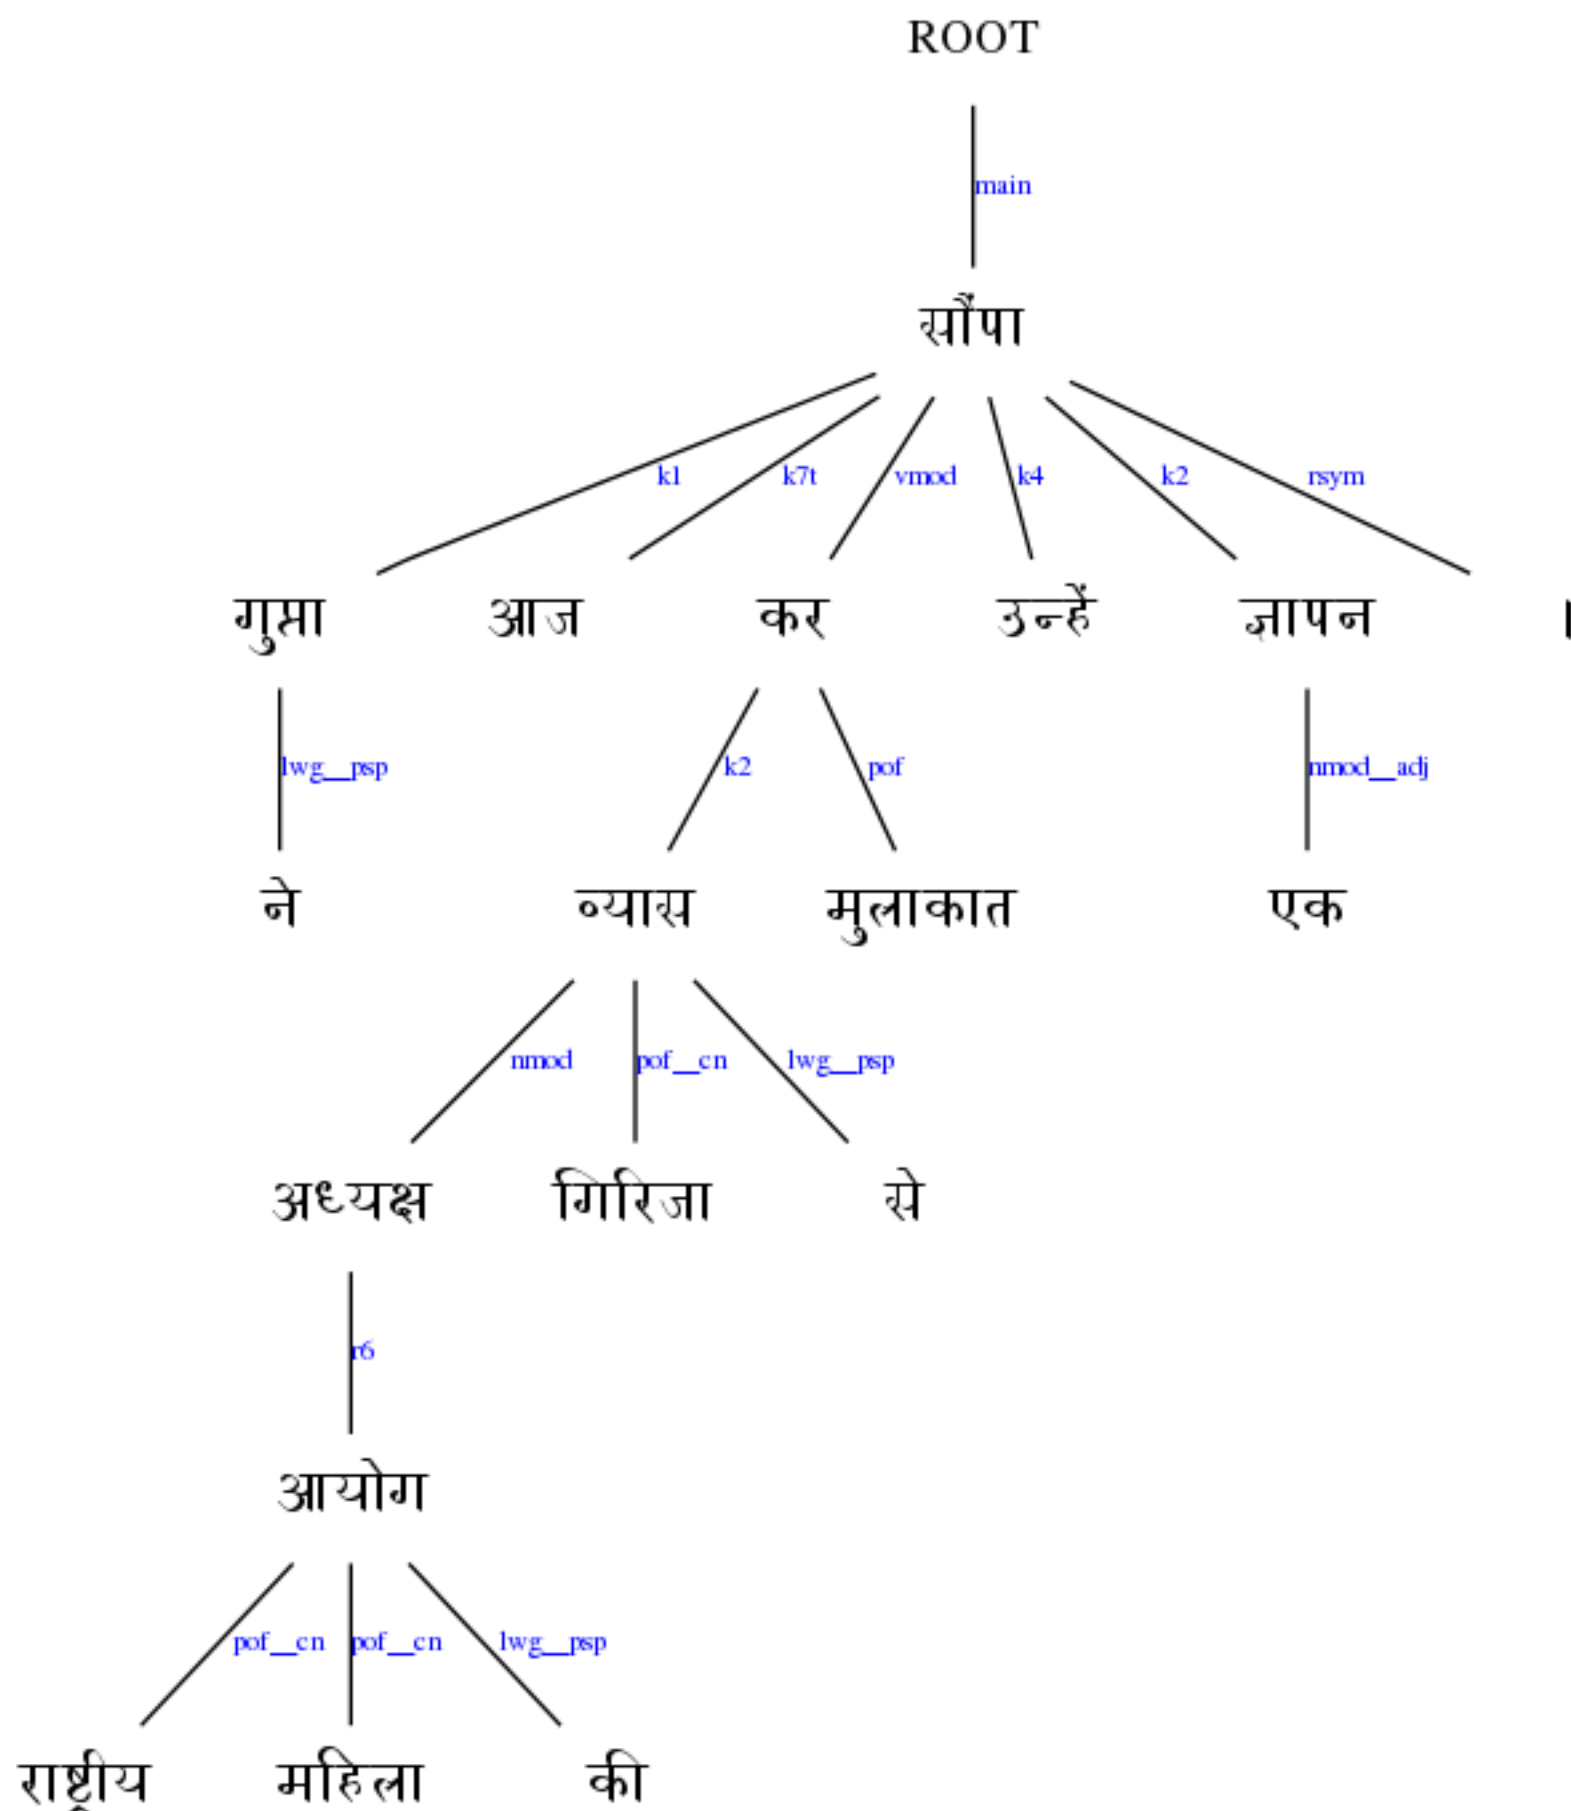 ROOT
main
सौंपा
k1 k7t vmod k4 k2 rsym
गुप्ता आज कर उन्हें ज्ञापन ।
lwg__psp k2 pof nmod__adj
ने व्यास मुलाकात एक
nmod pof__cn lwg__psp
अध्यक्ष गिरिजा से
r6
आयोग
pof__cn pof__cn lwg__psp
राष्ट्रीय महिला की